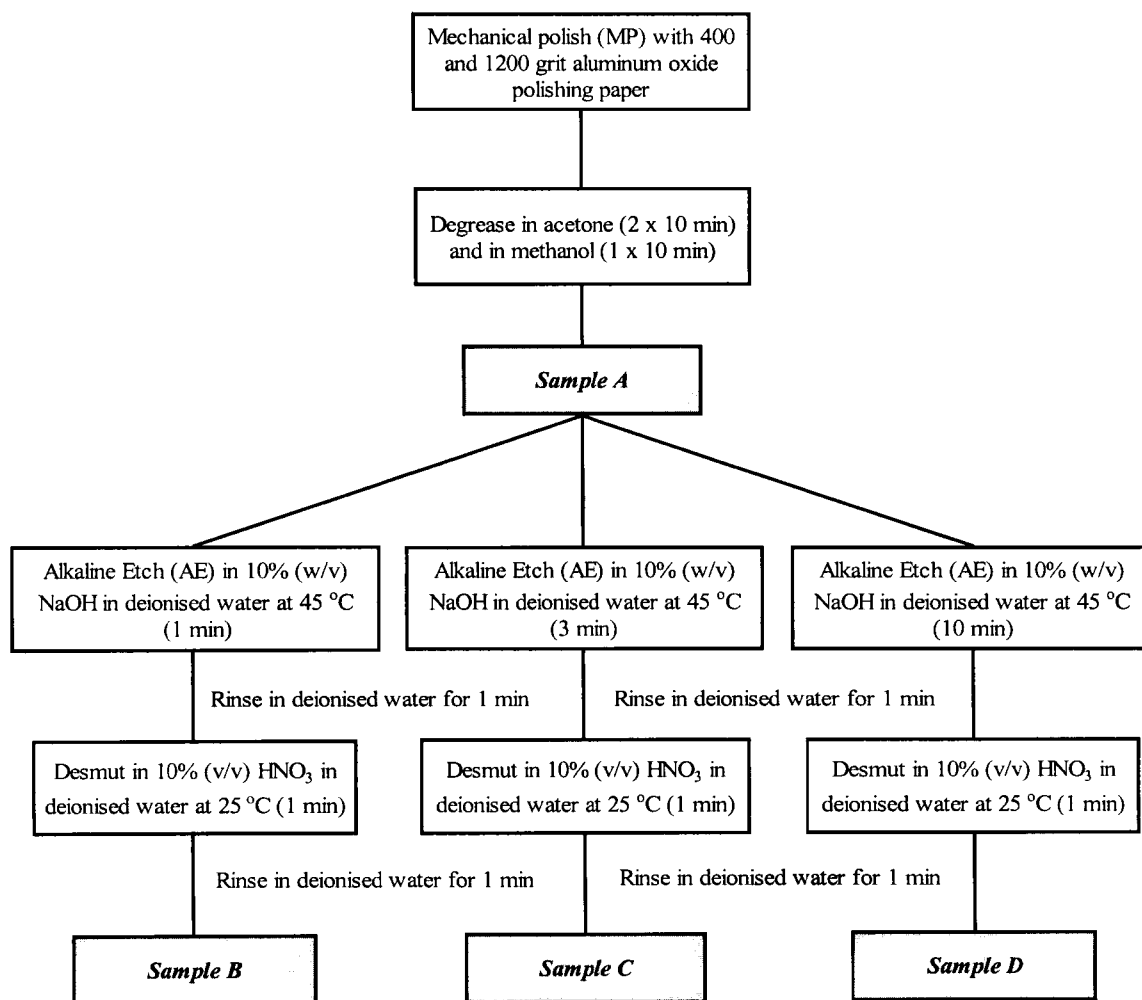 Mechanical polish (MP) with 400
and 1200 grit aluminum oxide
polishing paper
Degrease in acetone (2 x 10 min)
and in methanol (1 x 10 min)
Sample A
Alkaline Etch (AE) in 10% (w/v)
NaOH in deionised water at 45 °C
(1 min)
Alkaline Etch (AE) in 10% (w/v)
NaOH in deionised water at 45 °C
(3 min)
Alkaline Etch (AE) in 10% (w/v)
NaOH in deionised water at 45 °C
(10 min)
Rinse in deionised water for 1 min
Rinse in deionised water for 1 min
Desmut in 10% (v/v) HNO₃ in
deionised water at 25 °C (1 min)
Desmut in 10% (v/v) HNO₃ in
deionised water at 25 °C (1 min)
Desmut in 10% (v/v) HNO₃ in
deionised water at 25 °C (1 min)
Rinse in deionised water for 1 min
Rinse in deionised water for 1 min
Sample B
Sample C
Sample D